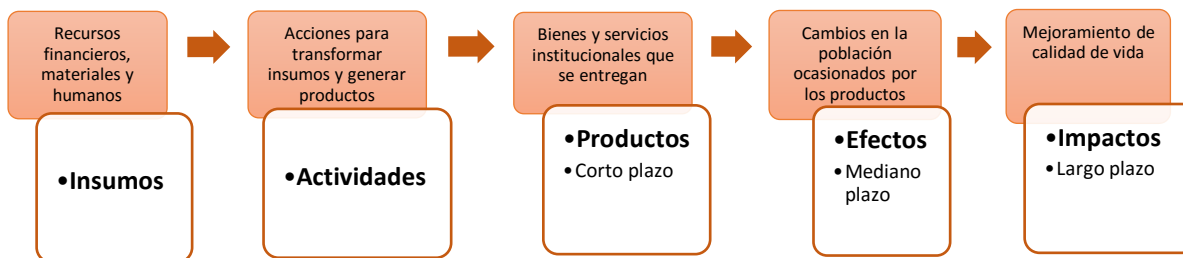 Recursos
financieros,
materiales y
humanos
•Insumos
Acciones para
transformar
insumos y generar
productos
•Actividades
Bienes y servicios
institucionales que
se entregan
•Productos
•Corto plazo
Cambios en la
población
ocasionados por
los productos
•Efectos
•Mediano
plazo
Mejoramiento de
calidad de vida
•Impactos
•Largo plazo